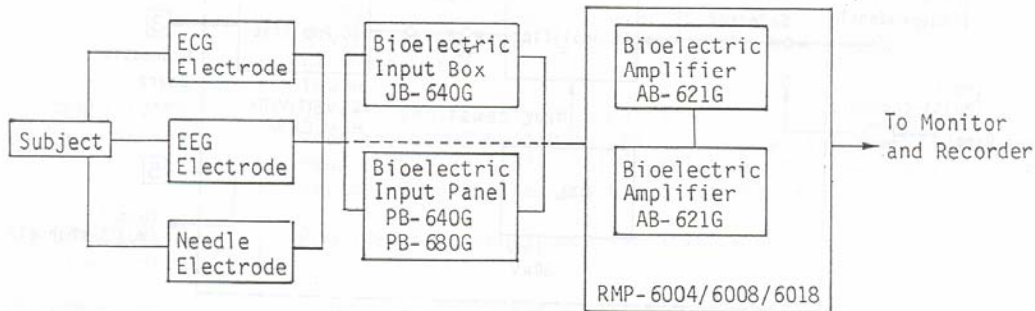 ECG
Electrode
Bioelectric
Input Box
JB-640G
Bioelectric
Amplifier
AB-621G
Subject
EEG
Electrode
To Monitor
and Recorder
Bioelectric
Input Panel
PB-640G
PB-680G
Bioelectric
Amplifier
AB-621G
Needle
Electrode
RMP-6004/6008/6018